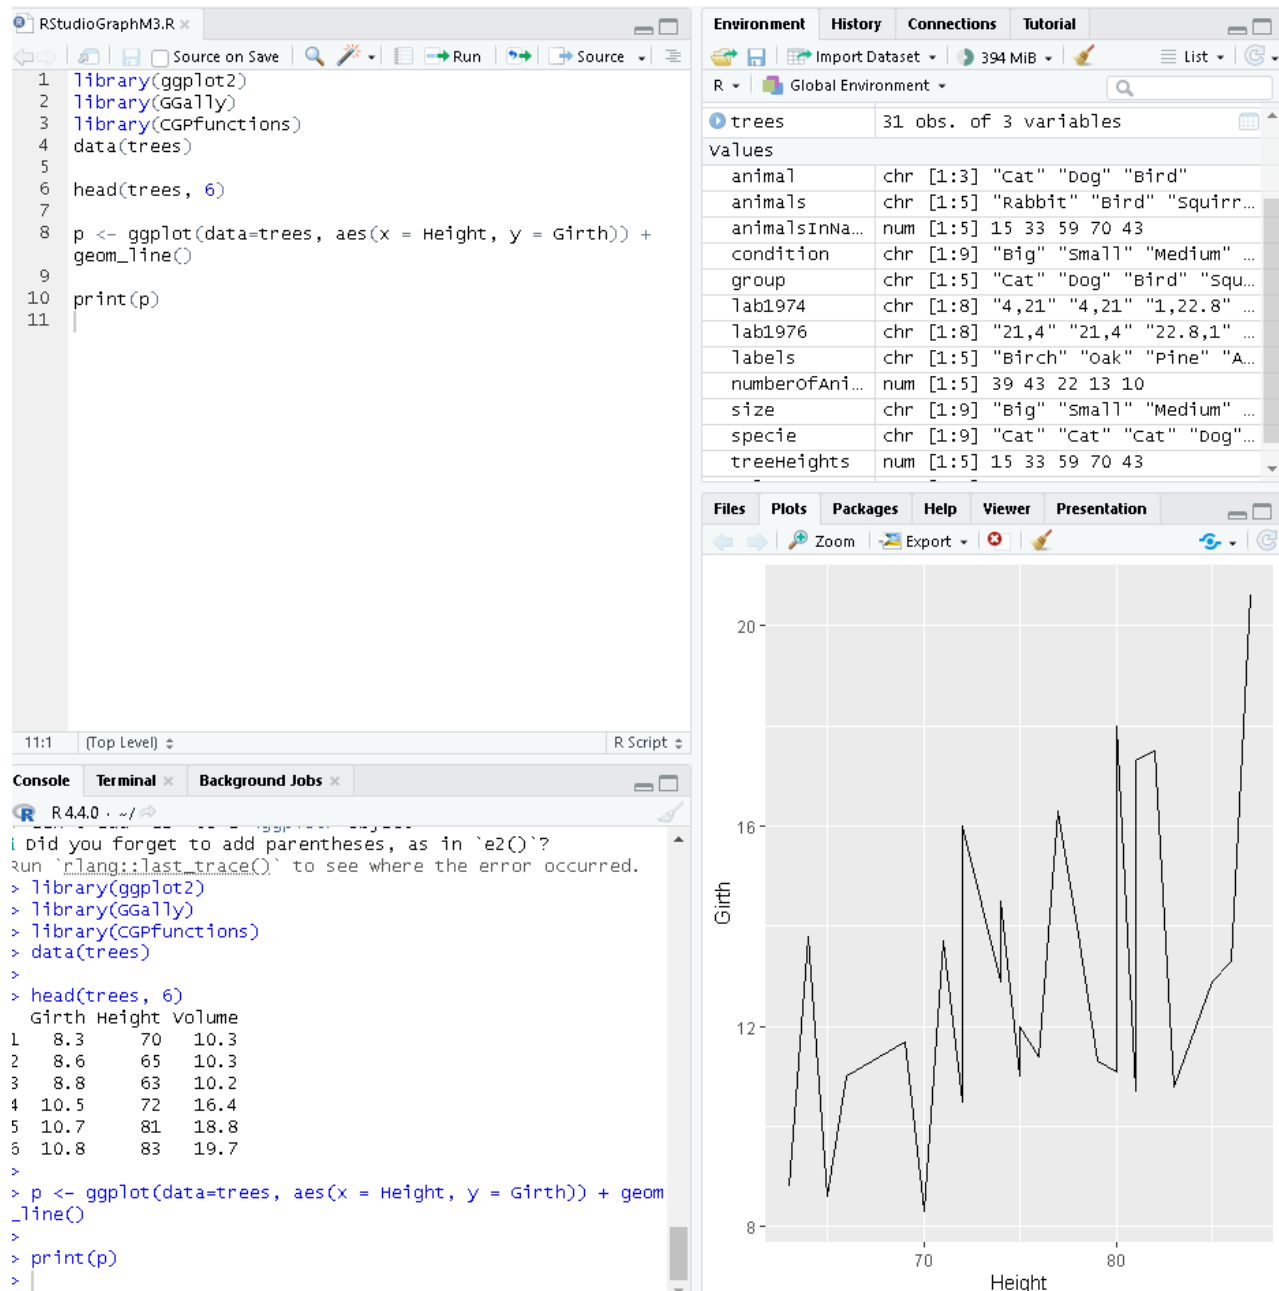 RStudioGraphM3.R
Source on Save Run Source
1 library(ggplot2)
2 library(GGally)
3 library(CGPfunctions)
4 data(trees)
5
6 head(trees, 6)
7
8 p <- ggplot(data=trees, aes(x = Height, y = Girth)) +
geom_line()
9
10 print(p)
11
11:1 (Top Level) R Script
Console Terminal Background Jobs
R 4.4.0 · ~/
Did you forget to add parentheses, as in `e2()`?
Run `rlang::last_trace()` to see where the error occurred.
> library(ggplot2)
> library(GGally)
> library(CGPfunctions)
> data(trees)
>
> head(trees, 6)
Girth Height Volume
1 8.3 70 10.3
2 8.6 65 10.3
3 8.8 63 10.2
4 10.5 72 16.4
5 10.7 81 18.8
6 10.8 83 19.7
>
> p <- ggplot(data=trees, aes(x = Height, y = Girth)) + geom
_line()
>
> print(p)
>
Environment History Connections Tutorial
Import Dataset 394 MiB List
R Global Environment
trees 31 obs. of 3 variables
Values
animal chr [1:3] "Cat" "Dog" "Bird"
animals chr [1:5] "Rabbit" "Bird" "Squirr…
animalsInNa… num [1:5] 15 33 59 70 43
condition chr [1:9] "Big" "Small" "Medium" …
group chr [1:5] "Cat" "Dog" "Bird" "Squ…
lab1974 chr [1:8] "4,21" "4,21" "1,22.8" …
lab1976 chr [1:8] "21,4" "21,4" "22.8,1" …
labels chr [1:5] "Birch" "Oak" "Pine" "A…
numberOfAni… num [1:5] 39 43 22 13 10
size chr [1:9] "Big" "Small" "Medium" …
specie chr [1:9] "Cat" "Cat" "Cat" "Dog"…
treeHeights num [1:5] 15 33 59 70 43
Files Plots Packages Help Viewer Presentation
Zoom Export
20
16
Girth
12
8
70 80
Height